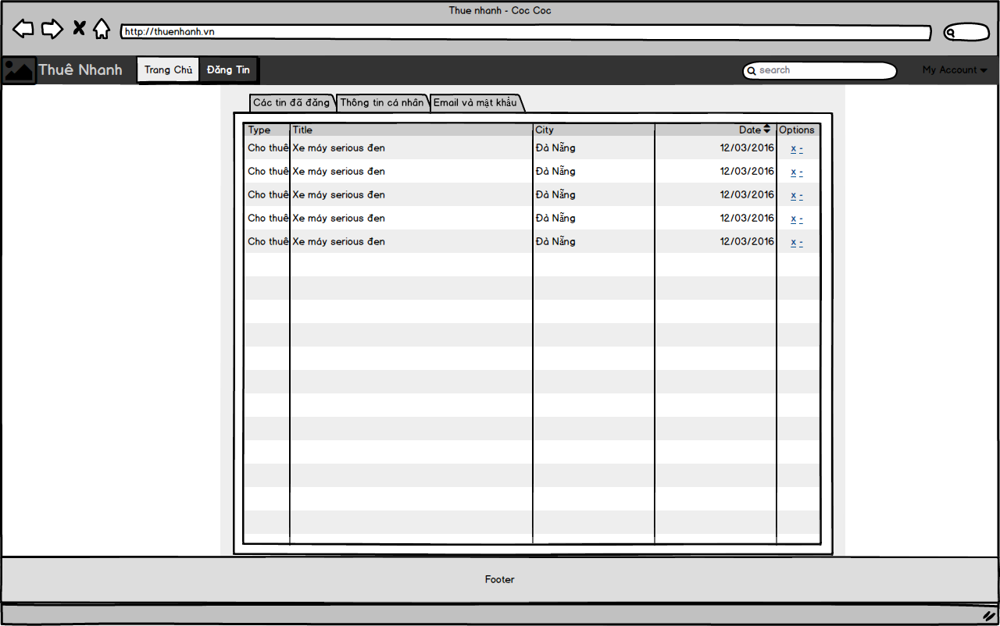 Thue nhanh - Coc Coc
http://thuenhanh.vn
Thuê Nhanh Trang Chủ Đăng Tin search My Account
Các tin đã đăng Thông tin cá nhân Email và mật khẩu
Type Title City Date Options
Cho thuê Xe máy serious đen Đà Nẵng 12/03/2016 x -
Cho thuê Xe máy serious đen Đà Nẵng 12/03/2016 x -
Cho thuê Xe máy serious đen Đà Nẵng 12/03/2016 x -
Cho thuê Xe máy serious đen Đà Nẵng 12/03/2016 x -
Cho thuê Xe máy serious đen Đà Nẵng 12/03/2016 x -
Footer